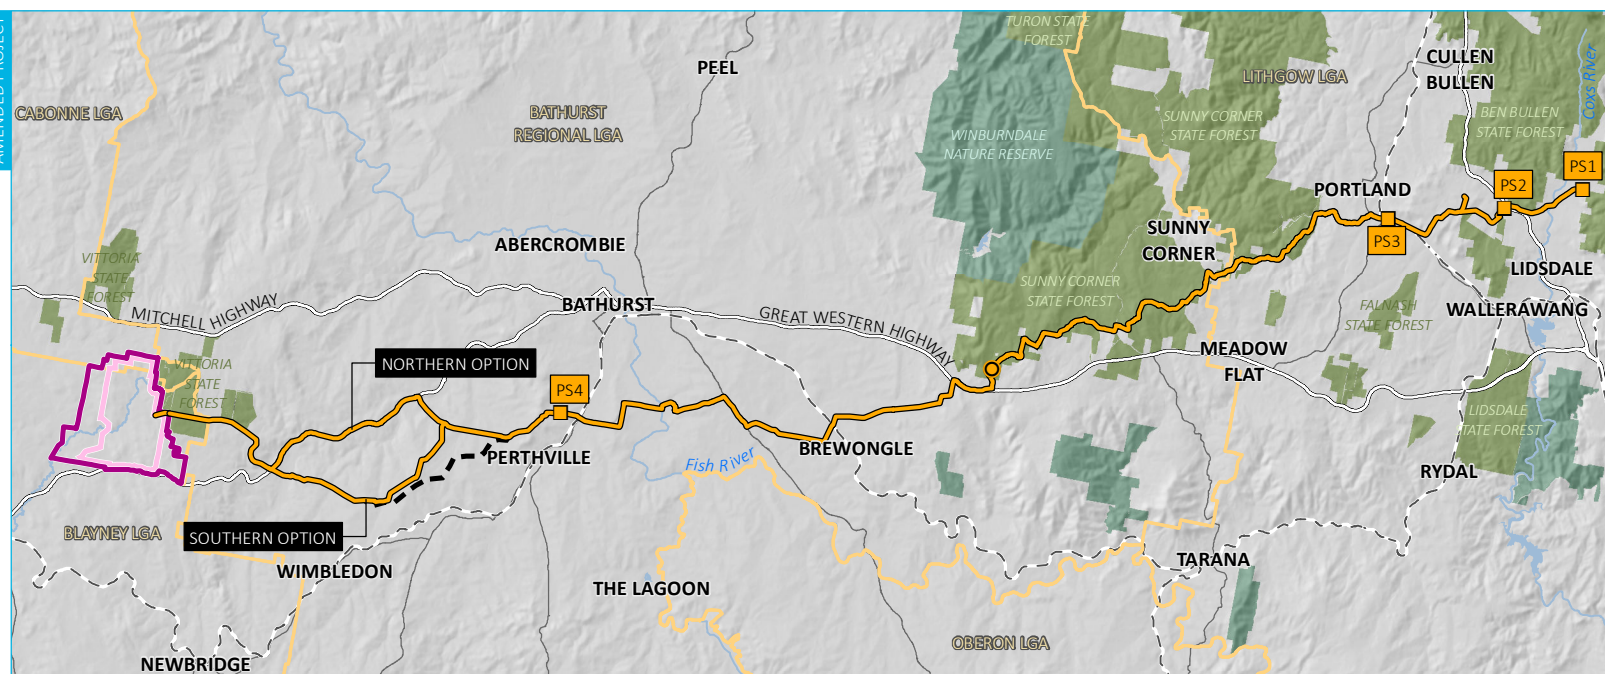 AMENDED PROJECT
TURON STATE
FOREST
PEEL
CULLEN
BULLEN
LITHGOW LGA
Coxs River
CABONNE LGA
BATHURST
REGIONAL LGA
WINBURNDALE
NATURE RESERVE
SUNNY CORNER
STATE FOREST
BEN BULLEN
STATE FOREST
PS1
PS2
PORTLAND
PS3
SUNNY
CORNER
ABERCROMBIE
VITTORIA
STATE
FOREST
LIDSDALE
SUNNY CORNER
STATE FOREST
MITCHELL HIGHWAY
BATHURST
GREAT WESTERN HIGHWAY
FALNASH
STATE FOREST
WALLERAWANG
MEADOW
FLAT
VITTORIA
STATE
FOREST
NORTHERN OPTION
PS4
LIDSDALE
STATE FOREST
PERTHVILLE
BREWONGLE
Fish River
RYDAL
BLAYNEY LGA
SOUTHERN OPTION
WIMBLEDON
THE LAGOON
TARANA
OBERON LGA
NEWBRIDGE